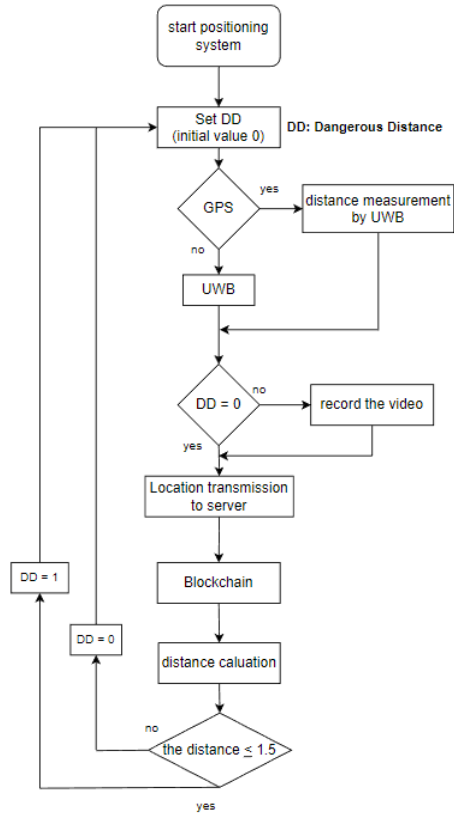 start positioning
system
Set DD
(initial value 0)
DD: Dangerous Distance
GPS
yes
distance measurement
by UWB
no
UWB
DD = 0
no
record the video
yes
Location transmission
to server
Blockchain
DD = 1
DD = 0
distance caluation
no
the distance ≤ 1.5
yes